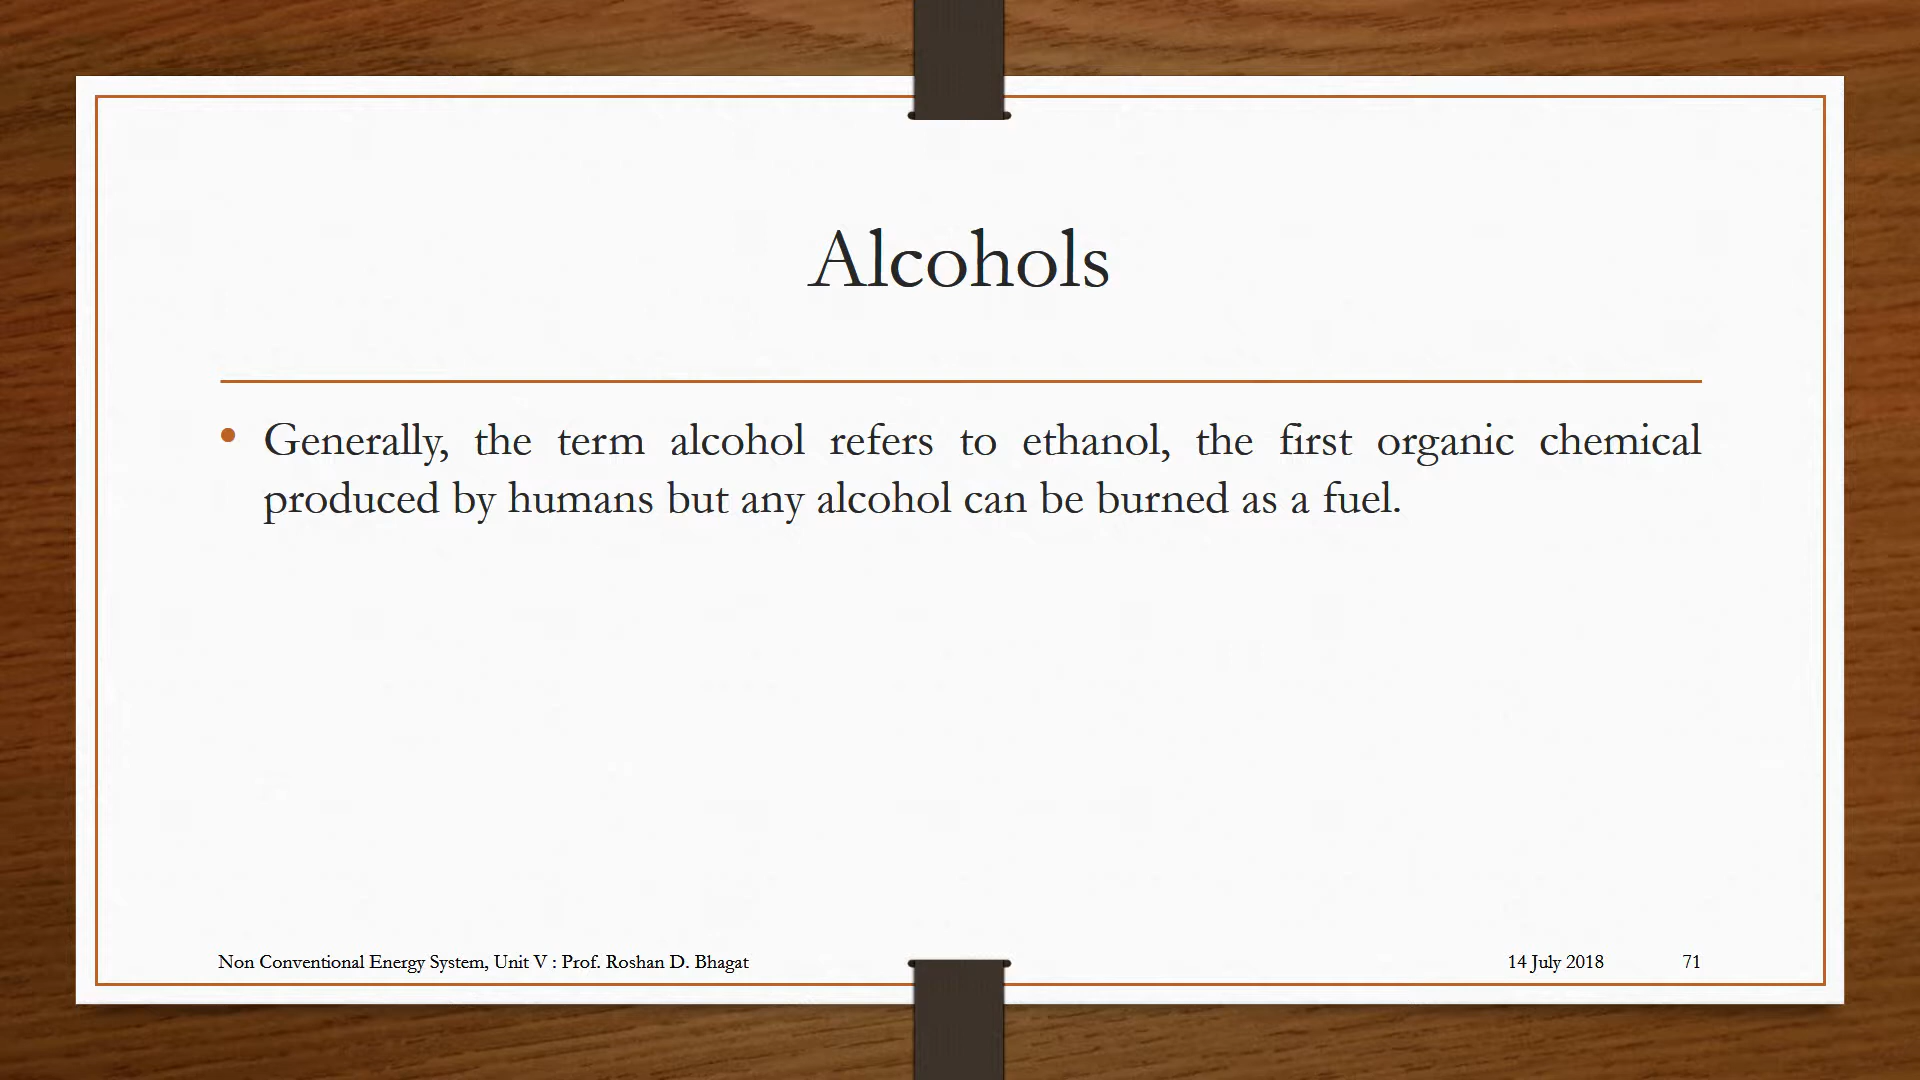 Alcohols
• Generally, the term alcohol refers to ethanol, the first organic chemical
produced by humans but any alcohol can be burned as a fuel.
Non Conventional Energy System, Unit V : Prof. Roshan D. Bhagat 14 July 2018 71